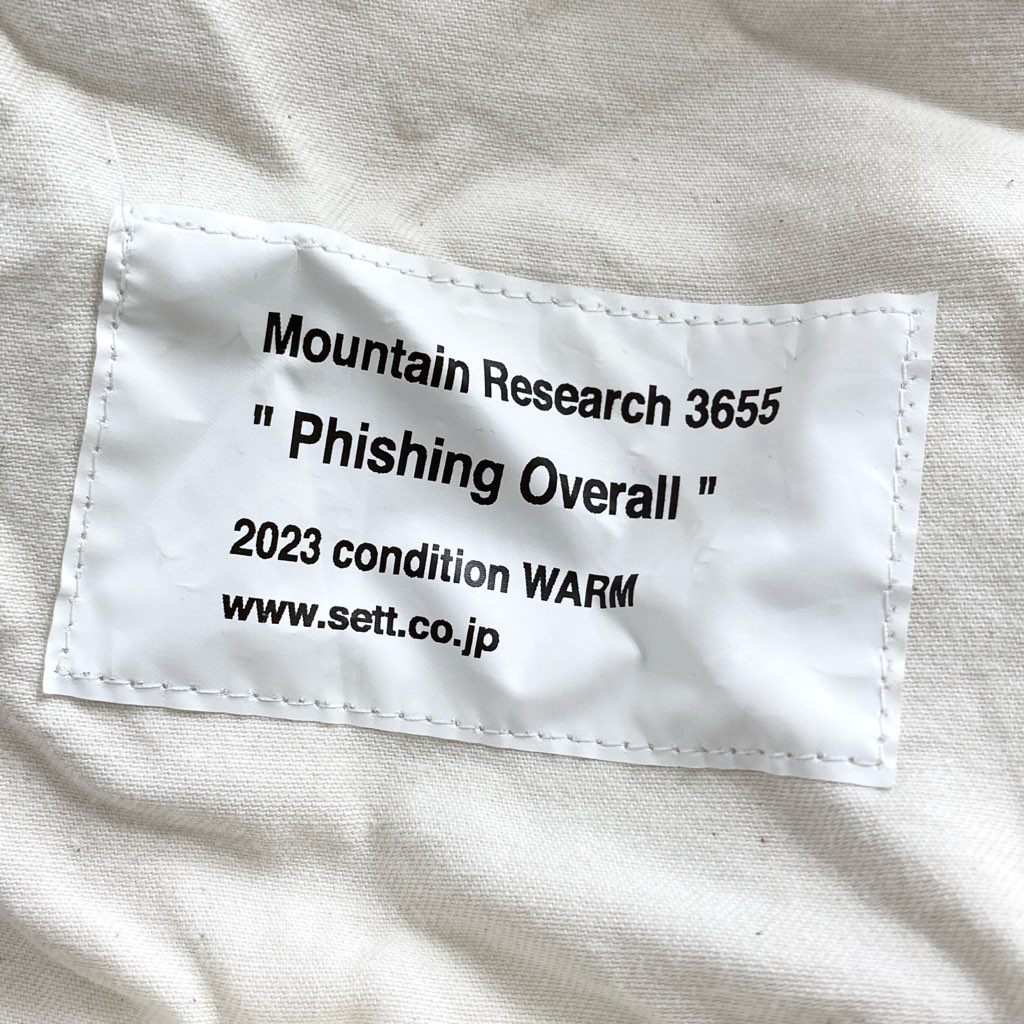 Mountain Research 3655
" Phishing Overall "
2023 condition WARM
www.sett.co.jp